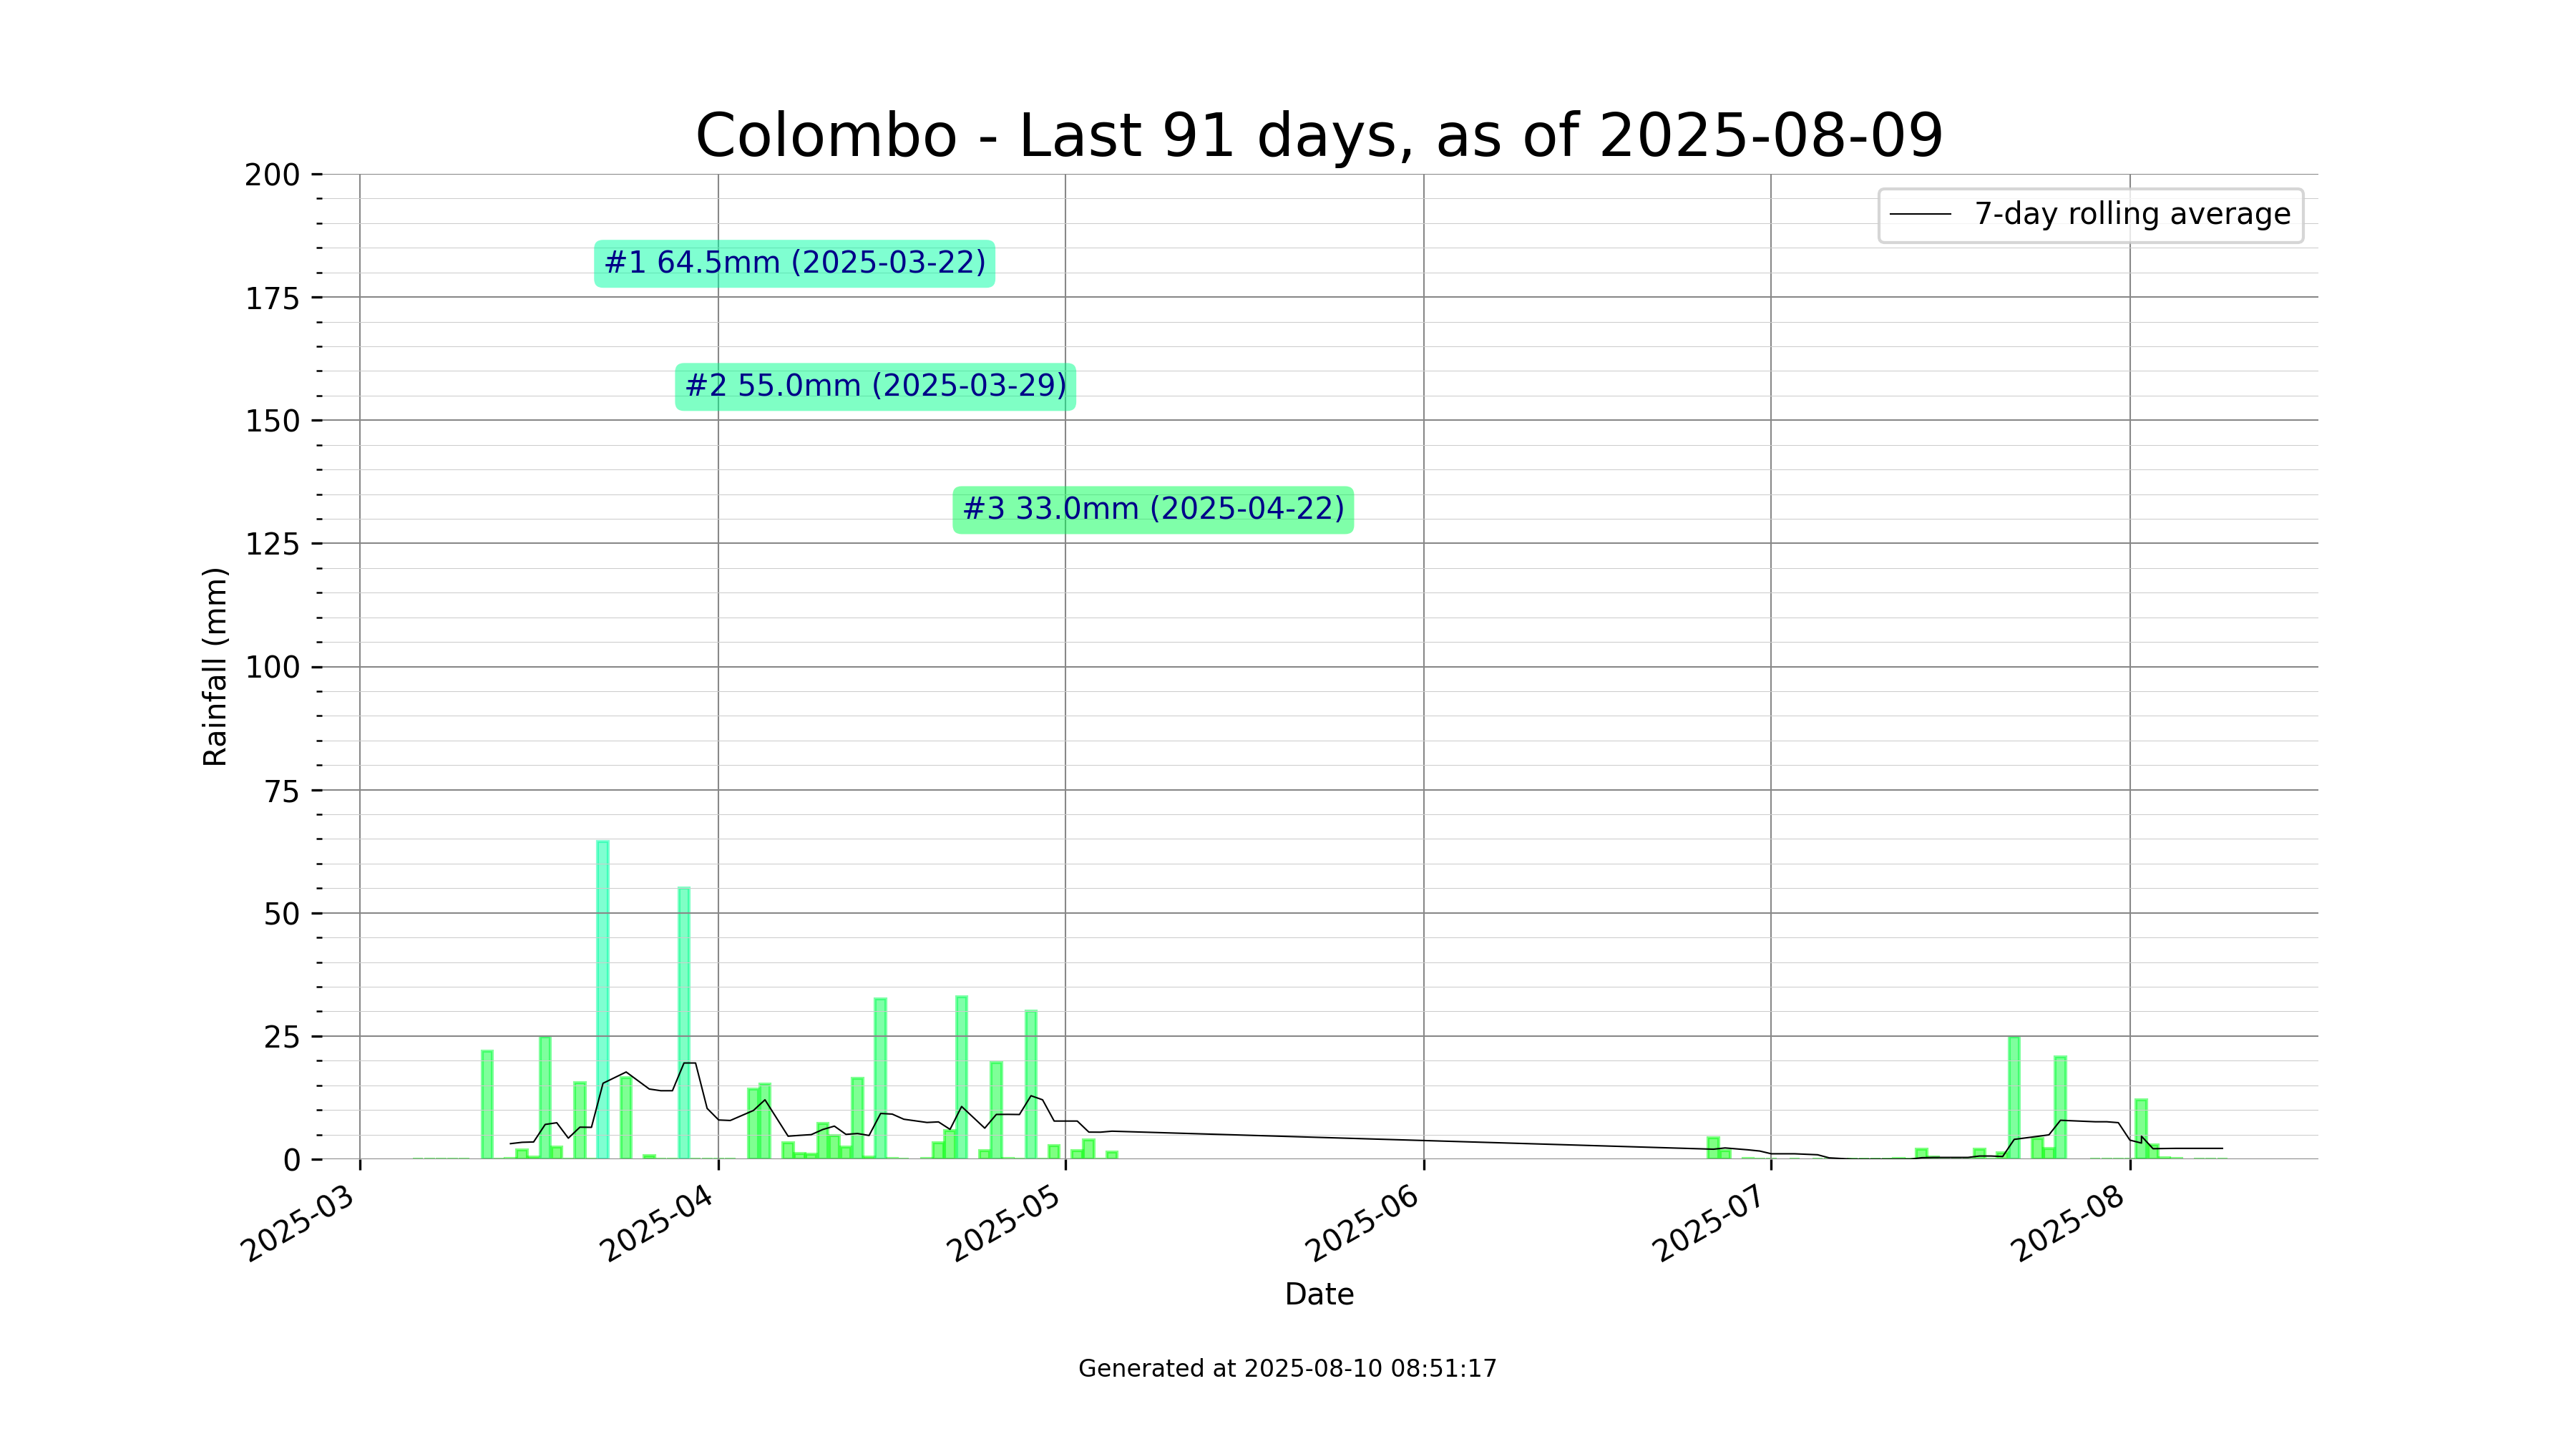 Colombo - Last 91 days, as of 2025-08-09
200
175
150
125
100
75
50
25
0
Rainfall (mm)
7-day rolling average
#1 64.5mm (2025-03-22)
#2 55.0mm (2025-03-29)
#3 33.0mm (2025-04-22)
2025-03
2025-04
2025-05
2025-06
2025-07
2025-08
Date
Generated at 2025-08-10 08:51:17